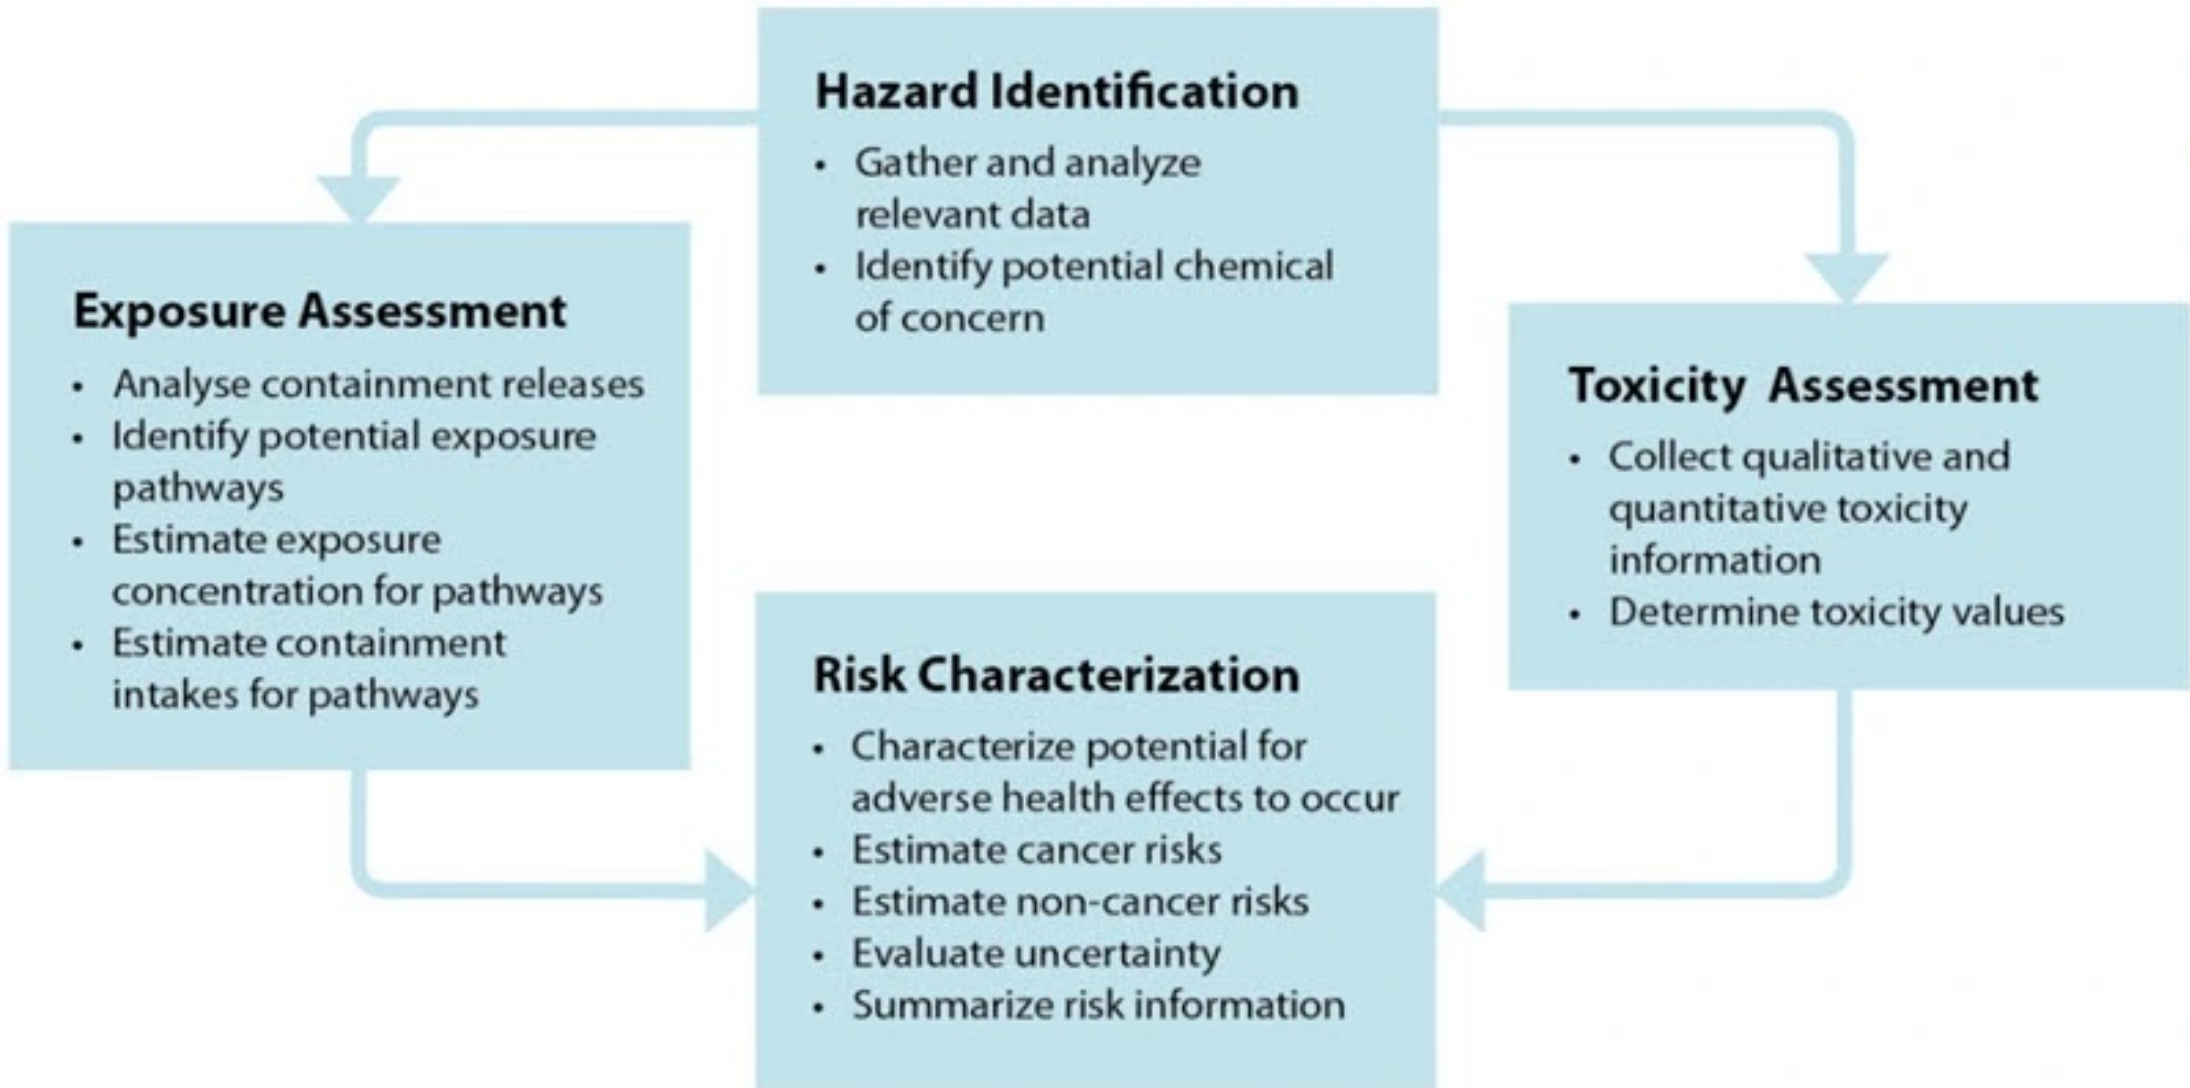 Hazard Identification
• Gather and analyze
relevant data
• Identify potential chemical
of concern
Exposure Assessment
• Analyse containment releases
• Identify potential exposure
pathways
• Estimate exposure
concentration for pathways
• Estimate containment
intakes for pathways
Toxicity Assessment
• Collect qualitative and
quantitative toxicity
information
• Determine toxicity values
Risk Characterization
• Characterize potential for
adverse health effects to occur
• Estimate cancer risks
• Estimate non-cancer risks
• Evaluate uncertainty
• Summarize risk information